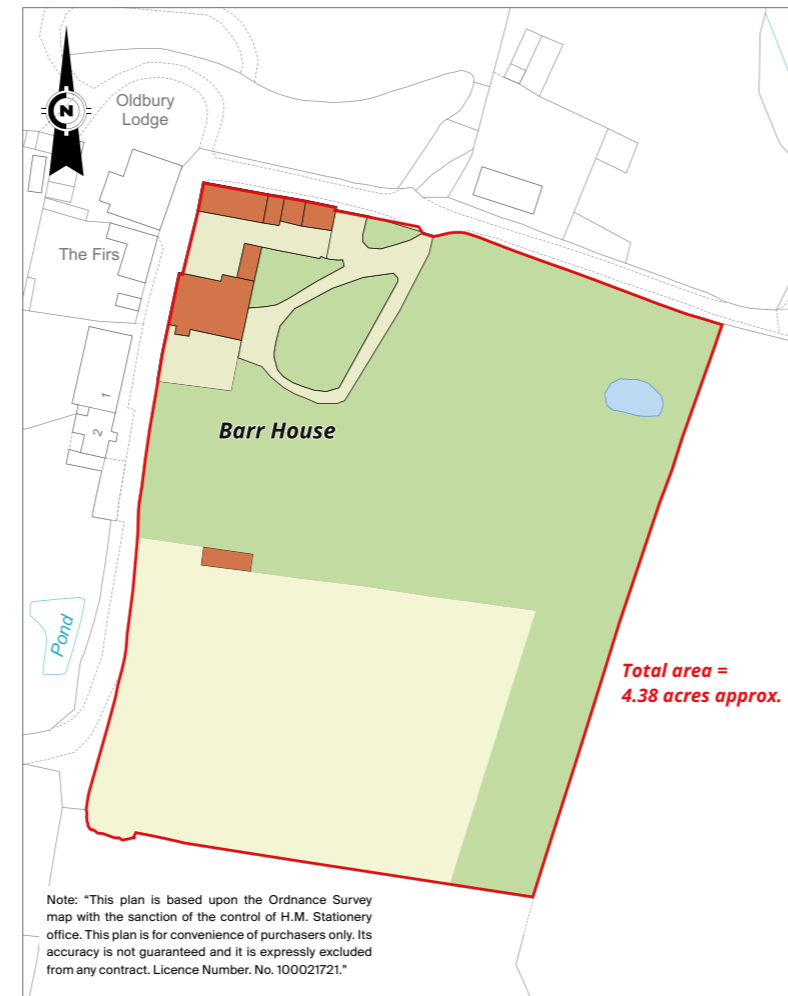 N
Oldbury
Lodge
The Firs
1
2
Barr House
Pond
Total area =
4.38 acres approx.
Note: “This plan is based upon the Ordnance Survey
map with the sanction of the control of H.M. Stationery
office. This plan is for convenience of purchasers only. Its
accuracy is not guaranteed and it is expressly excluded
from any contract. Licence Number. No. 100021721.”